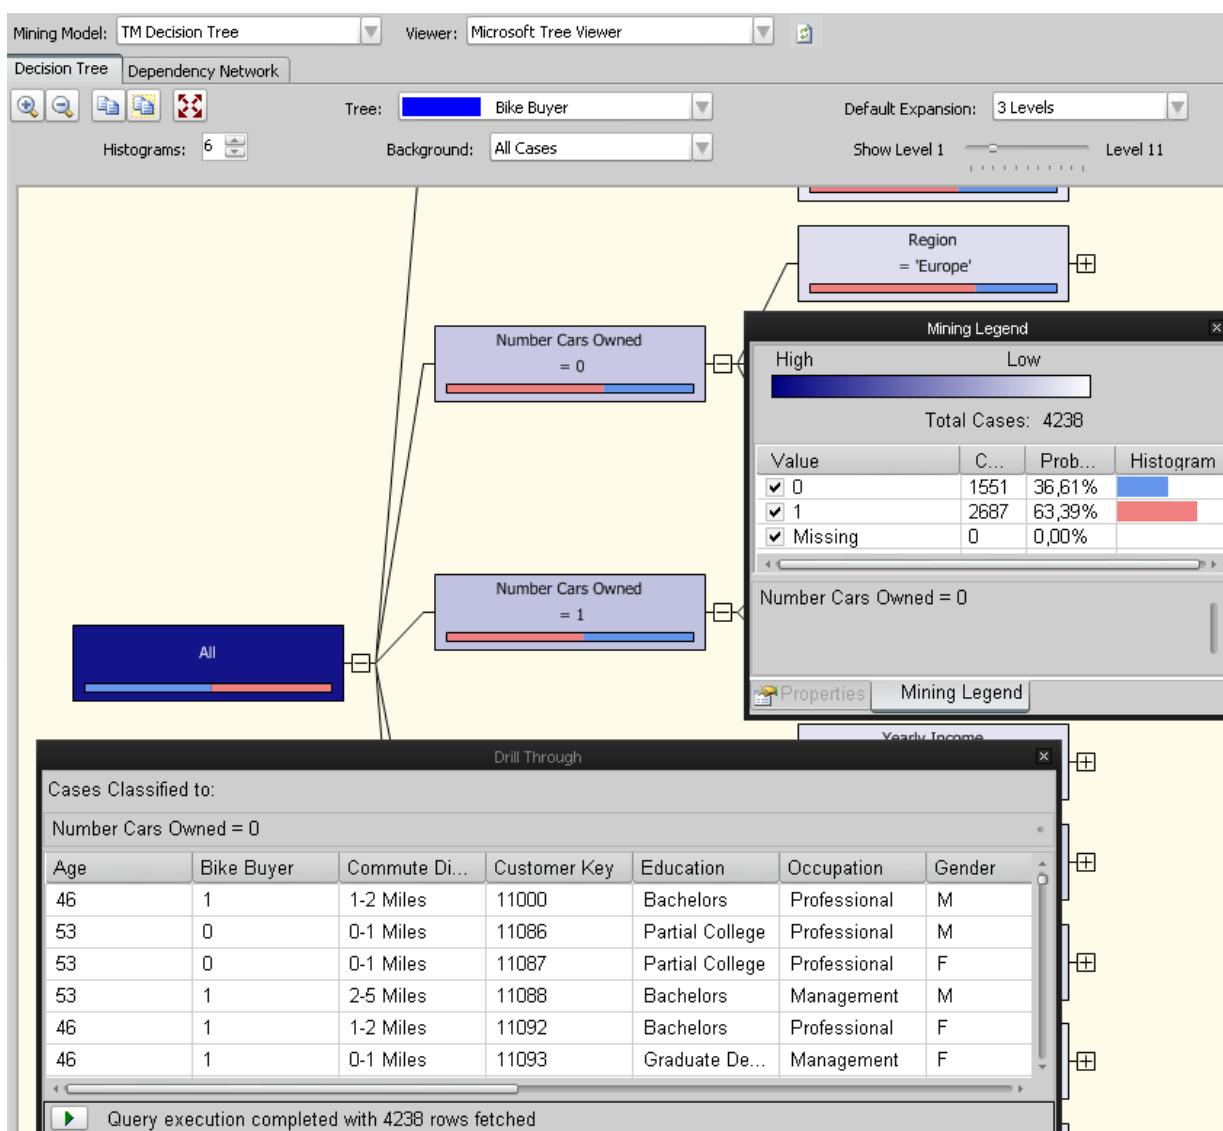 Mining Model: TM Decision Tree Viewer: Microsoft Tree Viewer
Decision Tree Dependency Network
Tree: Bike Buyer Default Expansion: 3 Levels
Histograms: 6 Background: All Cases Show Level 1 Level 11
Region
= 'Europe'
Number Cars Owned
= 0
Mining Legend
High Low
Total Cases: 4238
Value C... Prob... Histogram
0 1551 36,61%
1 2687 63,39%
Missing 0 0,00%
Number Cars Owned = 0
Properties Mining Legend
Number Cars Owned
= 1
All
Yearly Income
Drill Through
Cases Classified to:
Number Cars Owned = 0
Age Bike Buyer Commute Di... Customer Key Education Occupation Gender
46 1 1-2 Miles 11000 Bachelors Professional M
53 0 0-1 Miles 11086 Partial College Professional M
53 0 0-1 Miles 11087 Partial College Professional F
53 1 2-5 Miles 11088 Bachelors Management M
46 1 1-2 Miles 11092 Bachelors Professional F
46 1 0-1 Miles 11093 Graduate De... Management F
Query execution completed with 4238 rows fetched